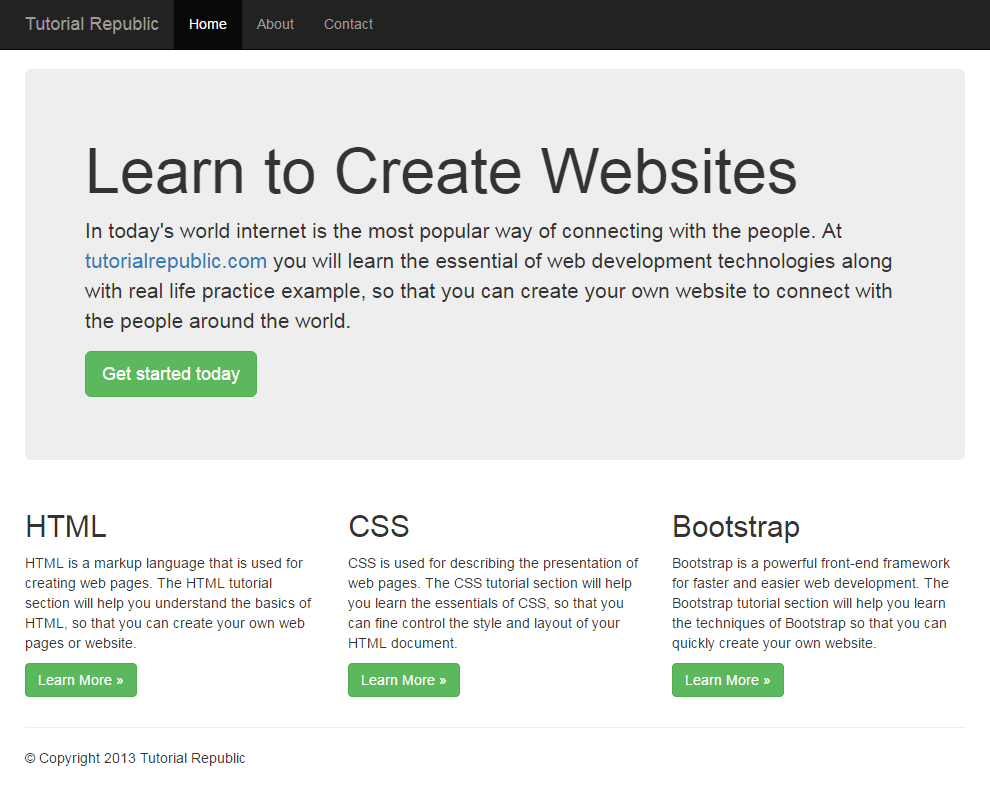 Tutorial Republic Home About Contact
Learn to Create Websites
In today's world internet is the most popular way of connecting with the people. At
tutorialrepublic.com you will learn the essential of web development technologies along
with real life practice example, so that you can create your own website to connect with
the people around the world.
Get started today
HTML
HTML is a markup language that is used for
creating web pages. The HTML tutorial
section will help you understand the basics of
HTML, so that you can create your own web
pages or website.
Learn More »
CSS
CSS is used for describing the presentation of
web pages. The CSS tutorial section will help
you learn the essentials of CSS, so that you
can fine control the style and layout of your
HTML document.
Learn More »
Bootstrap
Bootstrap is a powerful front-end framework
for faster and easier web development. The
Bootstrap tutorial section will help you learn
the techniques of Bootstrap so that you can
quickly create your own website.
Learn More »
© Copyright 2013 Tutorial Republic